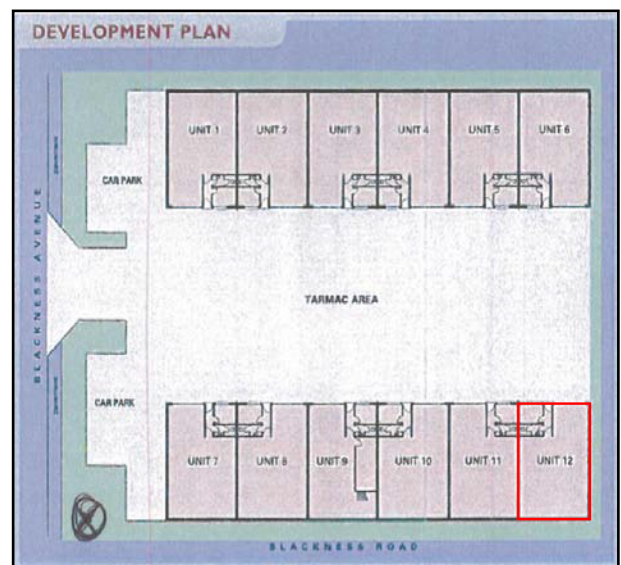 DEVELOPMENT PLAN
UNIT 1 UNIT 2 UNIT 3 UNIT 4 UNIT 5 UNIT 6
CAR PARK
BLACKNESS AVENUE
TARMAC AREA
CAR PARK
UNIT 7 UNIT 8 UNIT 9 UNIT 10 UNIT 11 UNIT 12
BLACKNESS ROAD